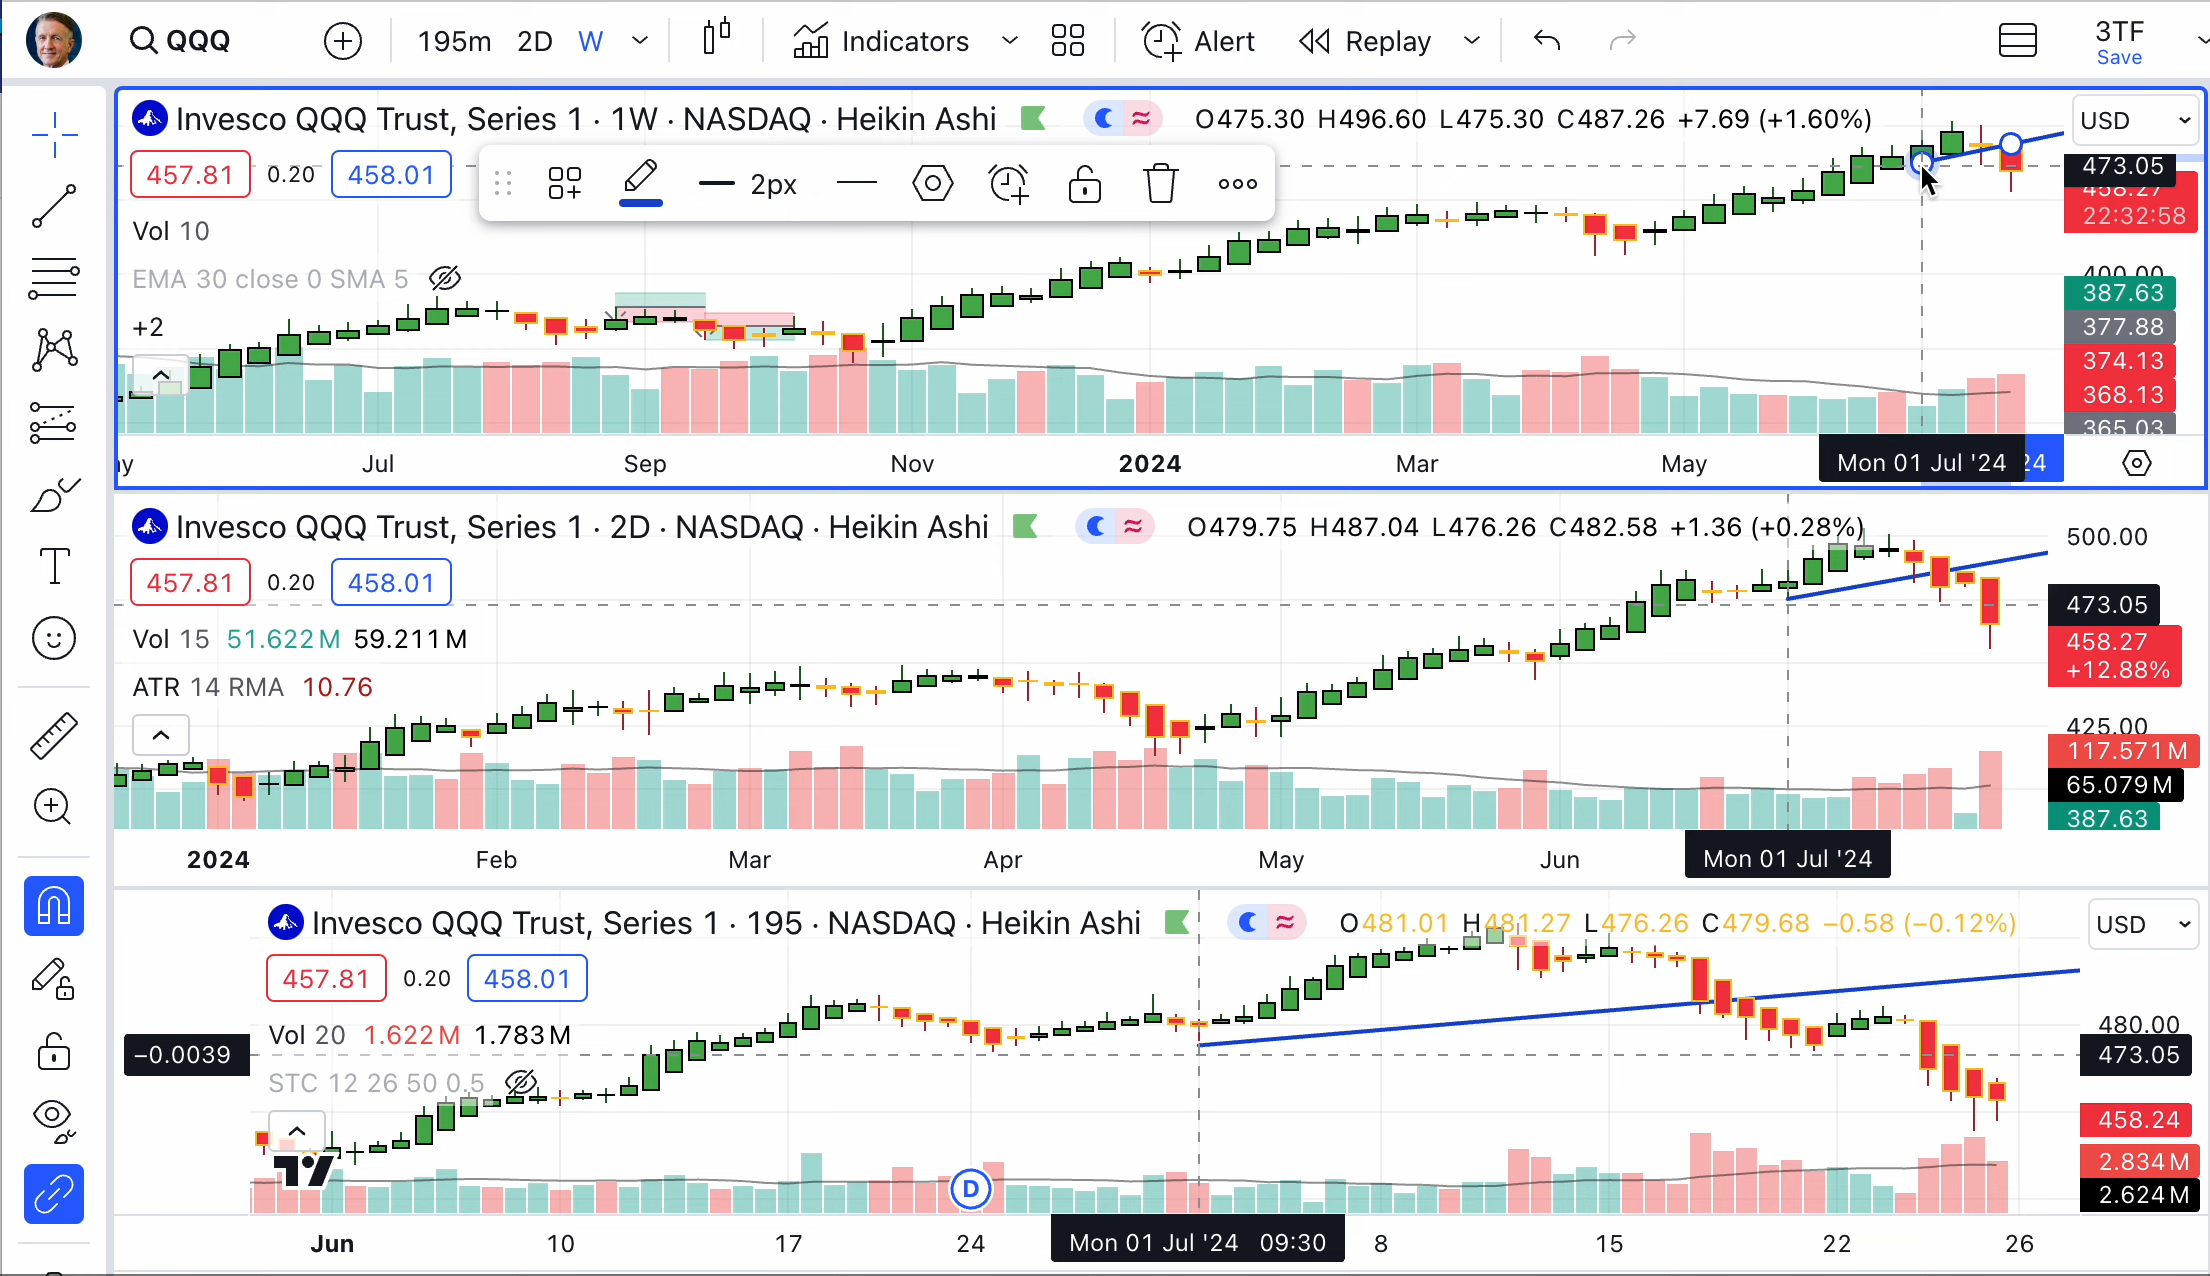 QQQ 195m 2D W Indicators Alert Replay 3TF
Save
Invesco QQQ Trust, Series 1 · 1W · NASDAQ · Heikin Ashi O475.30 H496.60 L475.30 C487.26 +7.69 (+1.60%) USD
457.81 0.20 458.01 2px 473.05
458.27
22:32:58
Vol 10
EMA 30 close 0 SMA 5 400.00
387.63
+2 377.88
374.13
368.13
365.03
Jul Sep Nov 2024 Mar May Mon 01 Jul '24 24
Invesco QQQ Trust, Series 1 · 2D · NASDAQ · Heikin Ashi O479.75 H487.04 L476.26 C482.58 +1.36 (+0.28%) 500.00
457.81 0.20 458.01 473.05
Vol 15 51.622 M 59.211 M 458.27
+12.88%
ATR 14 RMA 10.76
425.00
117.571 M
65.079 M
387.63
2024 Feb Mar Apr May Jun Mon 01 Jul '24
Invesco QQQ Trust, Series 1 · 195 · NASDAQ · Heikin Ashi O481.01 H481.27 L476.26 C479.68 −0.58 (−0.12%) USD
457.81 0.20 458.01
Vol 20 1.622 M 1.783 M 480.00
−0.0039 473.05
STC 12 26 50 0.5
458.24
2.834 M
D 2.624 M
Jun 10 17 24 Mon 01 Jul '24 09:30 8 15 22 26